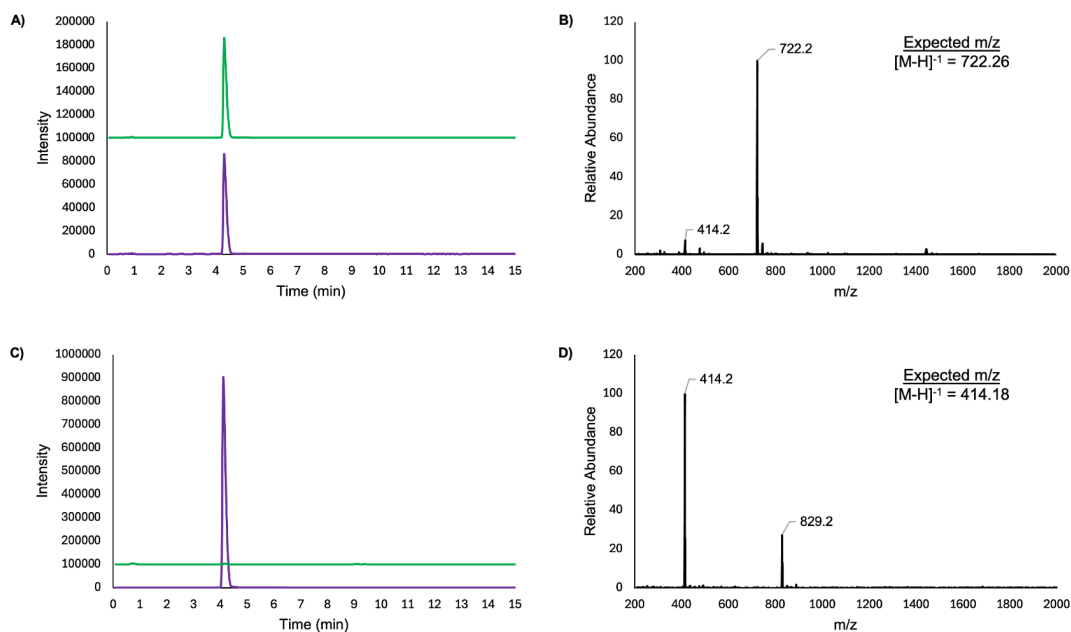 A)
200000
180000
160000
140000
120000
100000
80000
60000
40000
20000
0
Intensity
0 1 2 3 4 5 6 7 8 9 10 11 12 13 14 15
Time (min)
B)
120
100
80
60
40
20
0
Relative Abundance
722.2
414.2
Expected m/z
[M-H]-1 = 722.26
200 400 600 800 1000 1200 1400 1600 1800 2000
m/z
C)
1000000
900000
800000
700000
600000
500000
400000
300000
200000
100000
0
Intensity
0 1 2 3 4 5 6 7 8 9 10 11 12 13 14 15
Time (min)
D)
120
100
80
60
40
20
0
Relative Abundance
414.2
829.2
Expected m/z
[M-H]-1 = 414.18
200 400 600 800 1000 1200 1400 1600 1800 2000
m/z